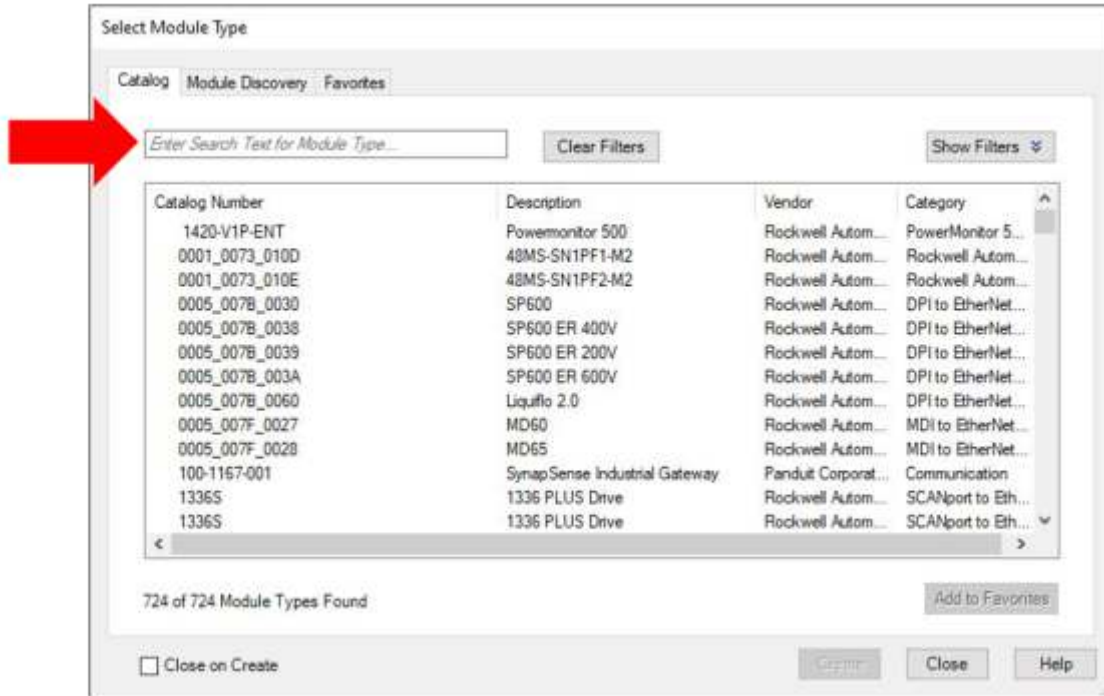 Select Module Type
Catalog Module Discovery Favorites
Enter Search Text for Module Type...
Clear Filters
Show Filters
Catalog Number Description Vendor Category
1420-V1P-ENT Powermonitor 500 Rockwell Autom... PowerMonitor 5...
0001_0073_010D 48MS-SN1PF1-M2 Rockwell Autom... Rockwell Autom...
0001_0073_010E 48MS-SN1PF2-M2 Rockwell Autom... Rockwell Autom...
0005_007B_0030 SP600 Rockwell Autom... DPI to EtherNet...
0005_007B_0038 SP600 ER 400V Rockwell Autom... DPI to EtherNet...
0005_007B_0039 SP600 ER 200V Rockwell Autom... DPI to EtherNet...
0005_007B_003A SP600 ER 600V Rockwell Autom... DPI to EtherNet...
0005_007B_0060 Liquiflo 2.0 Rockwell Autom... DPI to EtherNet...
0005_007F_0027 MD60 Rockwell Autom... MDI to EtherNet...
0005_007F_0028 MD65 Rockwell Autom... MDI to EtherNet...
100-1167-001 SynapSense Industrial Gateway Panduit Corporat... Communication
1336S 1336 PLUS Drive Rockwell Autom... SCANport to Eth...
1336S 1336 PLUS Drive Rockwell Autom... SCANport to Eth...
724 of 724 Module Types Found
Add to Favorites
Close on Create
Create Close Help